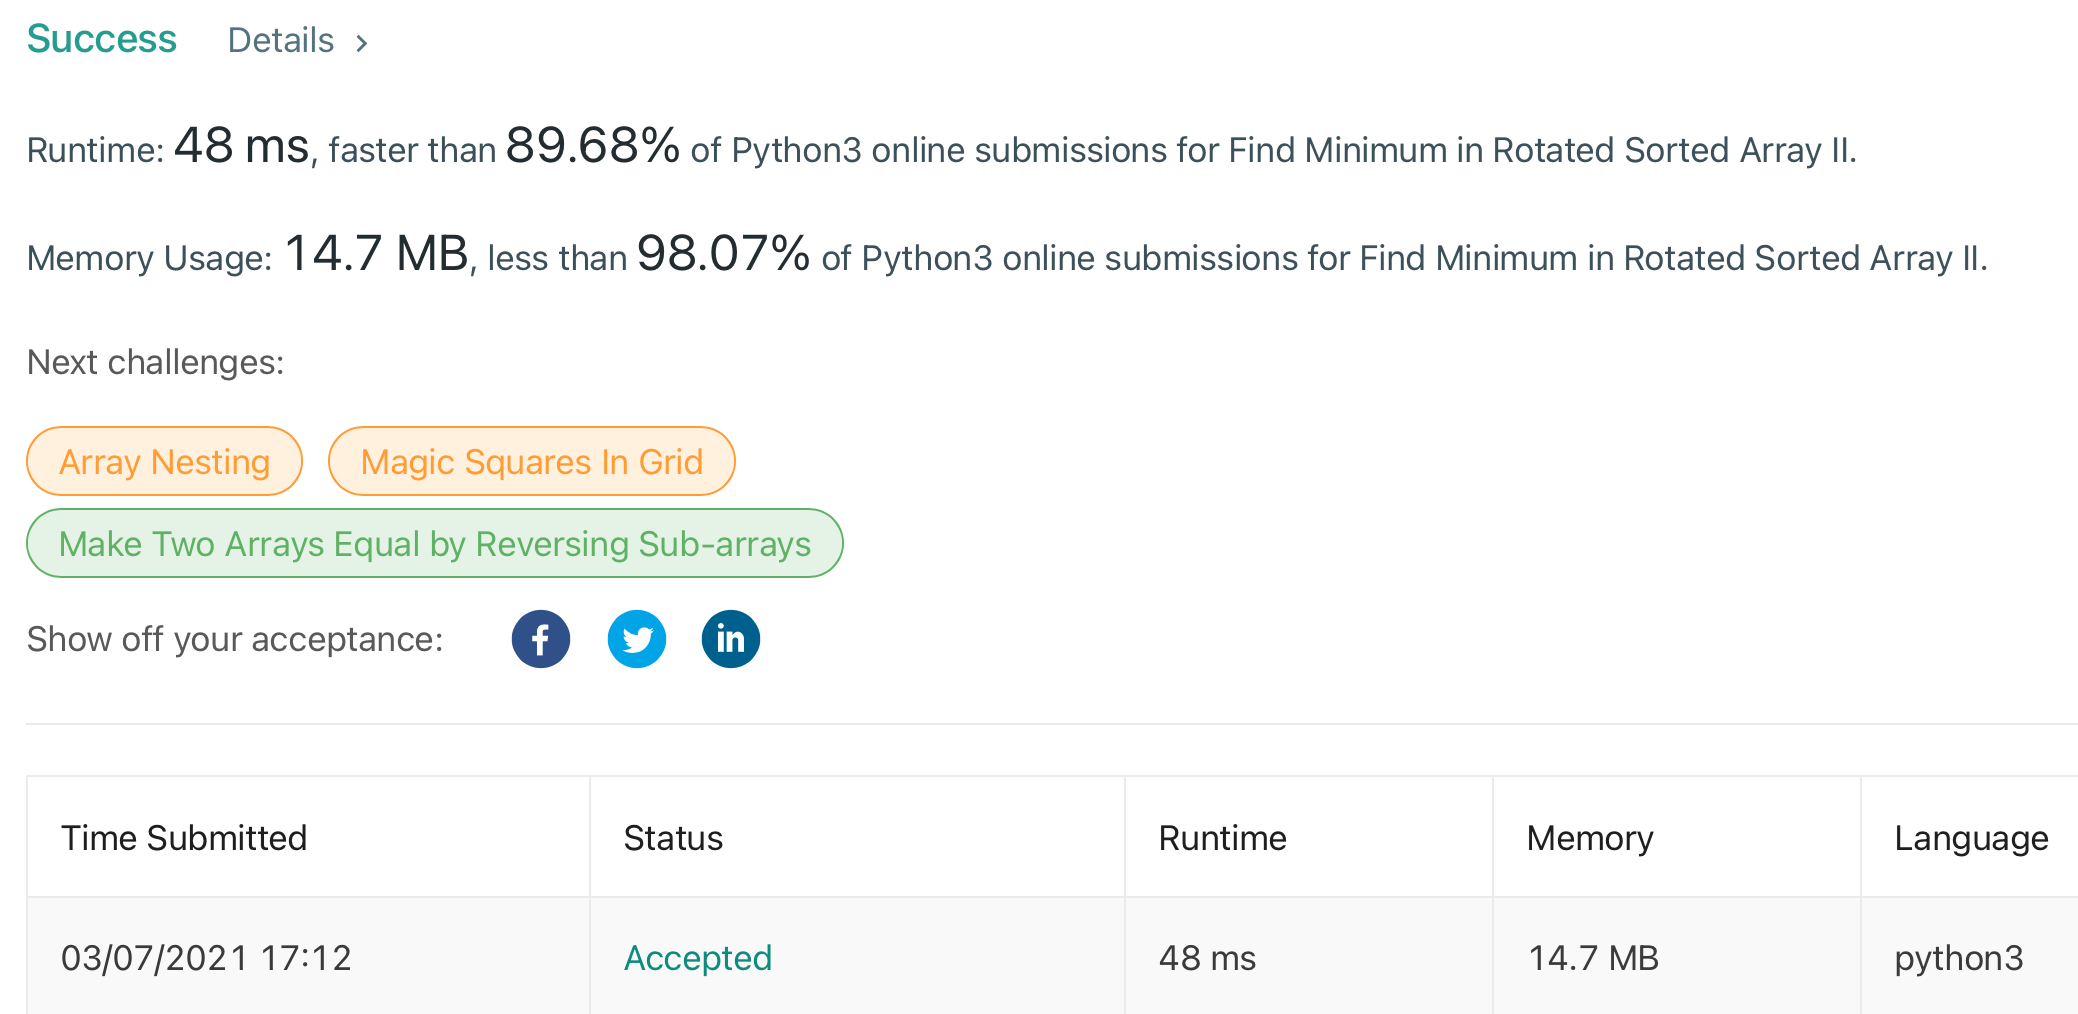 Success Details >
Runtime: 48 ms, faster than 89.68% of Python3 online submissions for Find Minimum in Rotated Sorted Array II.
Memory Usage: 14.7 MB, less than 98.07% of Python3 online submissions for Find Minimum in Rotated Sorted Array II.
Next challenges:
Array Nesting Magic Squares In Grid
Make Two Arrays Equal by Reversing Sub-arrays
Show off your acceptance: f in
Time Submitted Status Runtime Memory Language
03/07/2021 17:12 Accepted 48 ms 14.7 MB python3